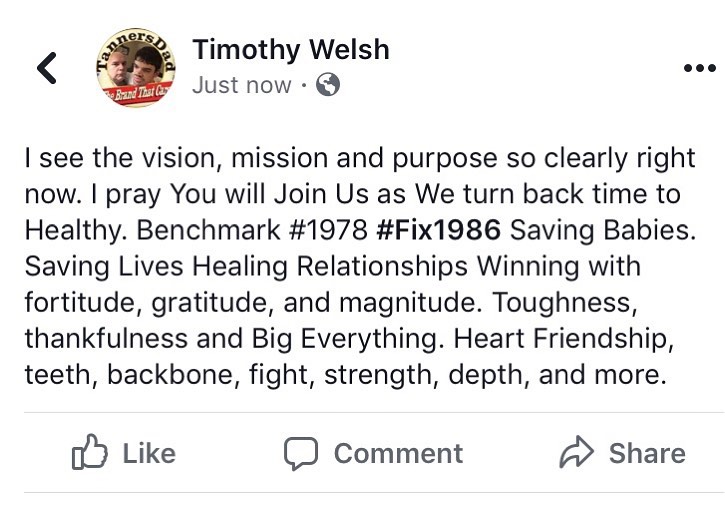 TannersDad
The Brand That Car
Timothy Welsh
Just now ·
I see the vision, mission and purpose so clearly right
now. I pray You will Join Us as We turn back time to
Healthy. Benchmark #1978 #Fix1986 Saving Babies.
Saving Lives Healing Relationships Winning with
fortitude, gratitude, and magnitude. Toughness,
thankfulness and Big Everything. Heart Friendship,
teeth, backbone, fight, strength, depth, and more.
Like Comment Share